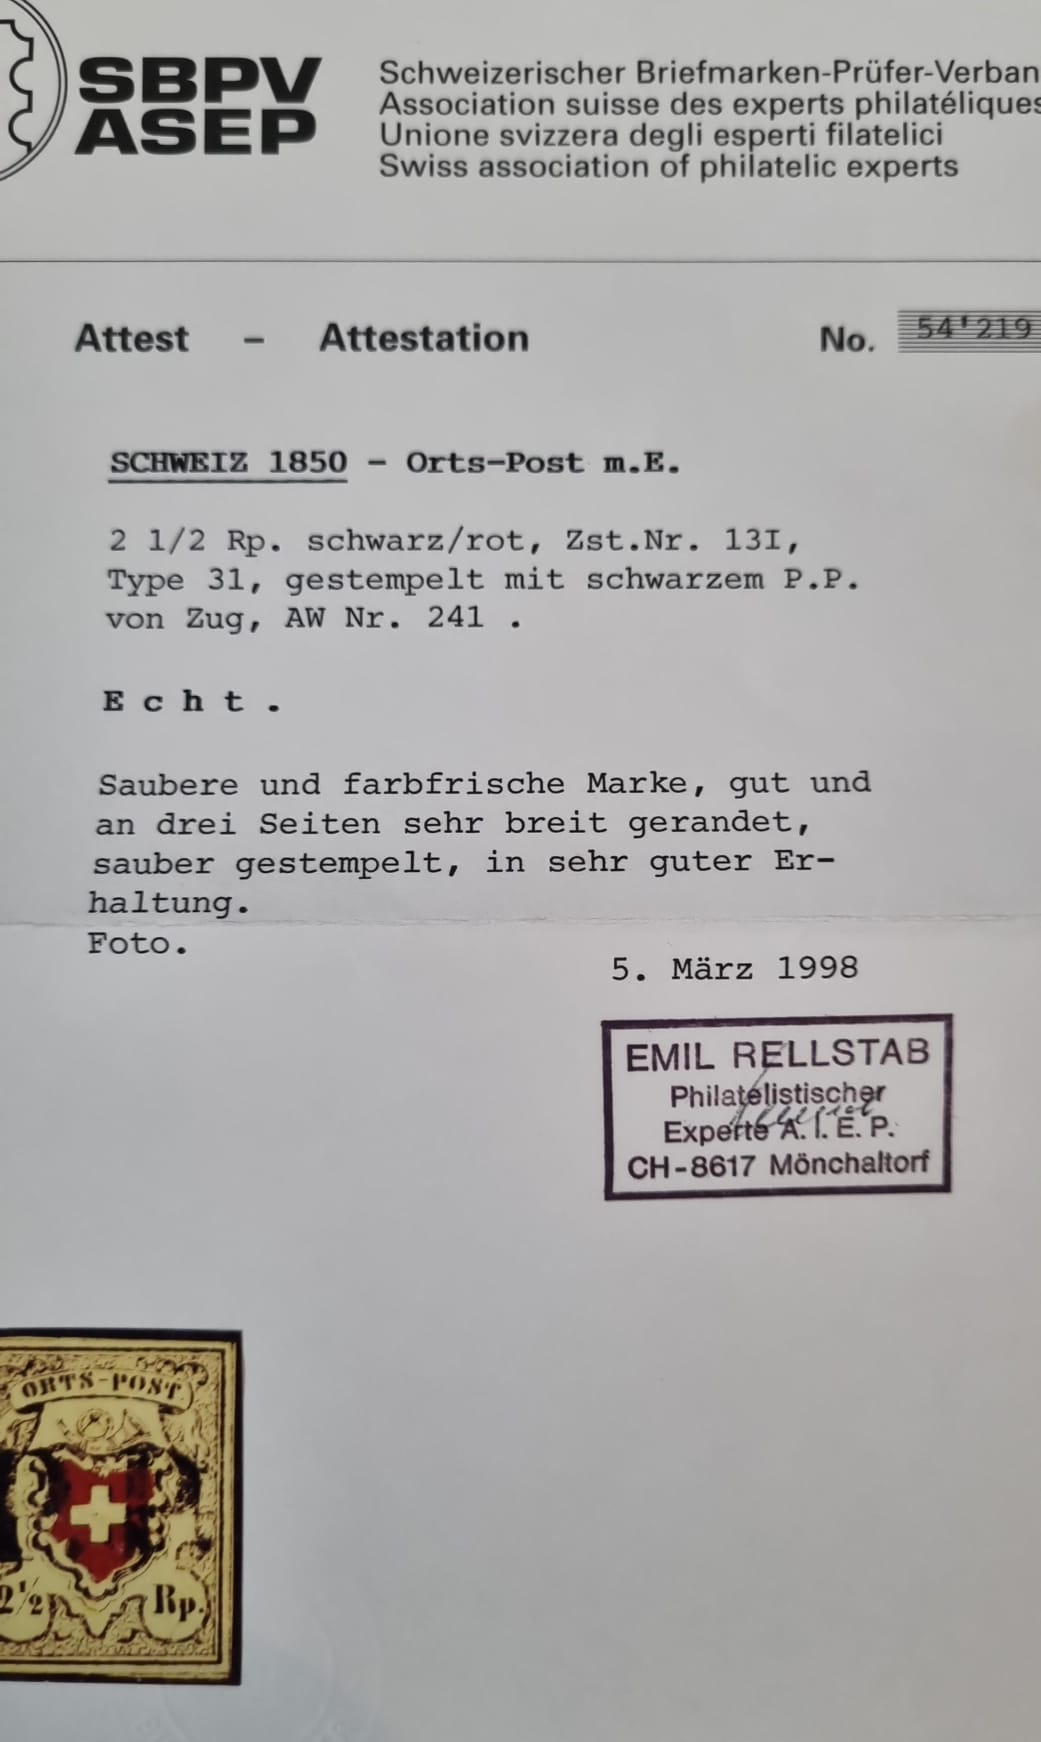 SBPV
ASEP
Schweizerischer Briefmarken-Prüfer-Verban
Association suisse des experts philatéliques
Unione svizzera degli esperti filatelici
Swiss association of philatelic experts
Attest – Attestation No. 54'219
SCHWEIZ 1850 – Orts-Post m.E.
2 1/2 Rp. schwarz/rot, Zst.Nr. 13I,
Type 31, gestempelt mit schwarzem P.P.
von Zug, AW Nr. 241 .
E c h t .
Saubere und farbfrische Marke, gut und
an drei Seiten sehr breit gerandet,
sauber gestempelt, in sehr guter Er-
haltung.
Foto.
5. März 1998
EMIL RELLSTAB
Philatelistischer
Experte A. I. E. P.
CH-8617 Mönchaltorf
ORTS-POST
2 1/2 Rp.